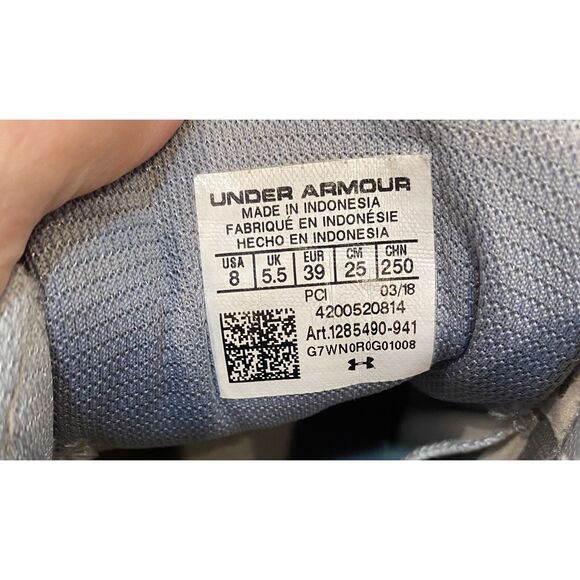 UNDER ARMOUR
MADE IN INDONESIA
FABRIQUÉ EN INDONÉSIE
HECHO EN INDONESIA
USA UK EUR CM CHN
8 5.5 39 25 250
PCI 03/18
4200520814
Art.1285490-941
G7WN0R0G01008